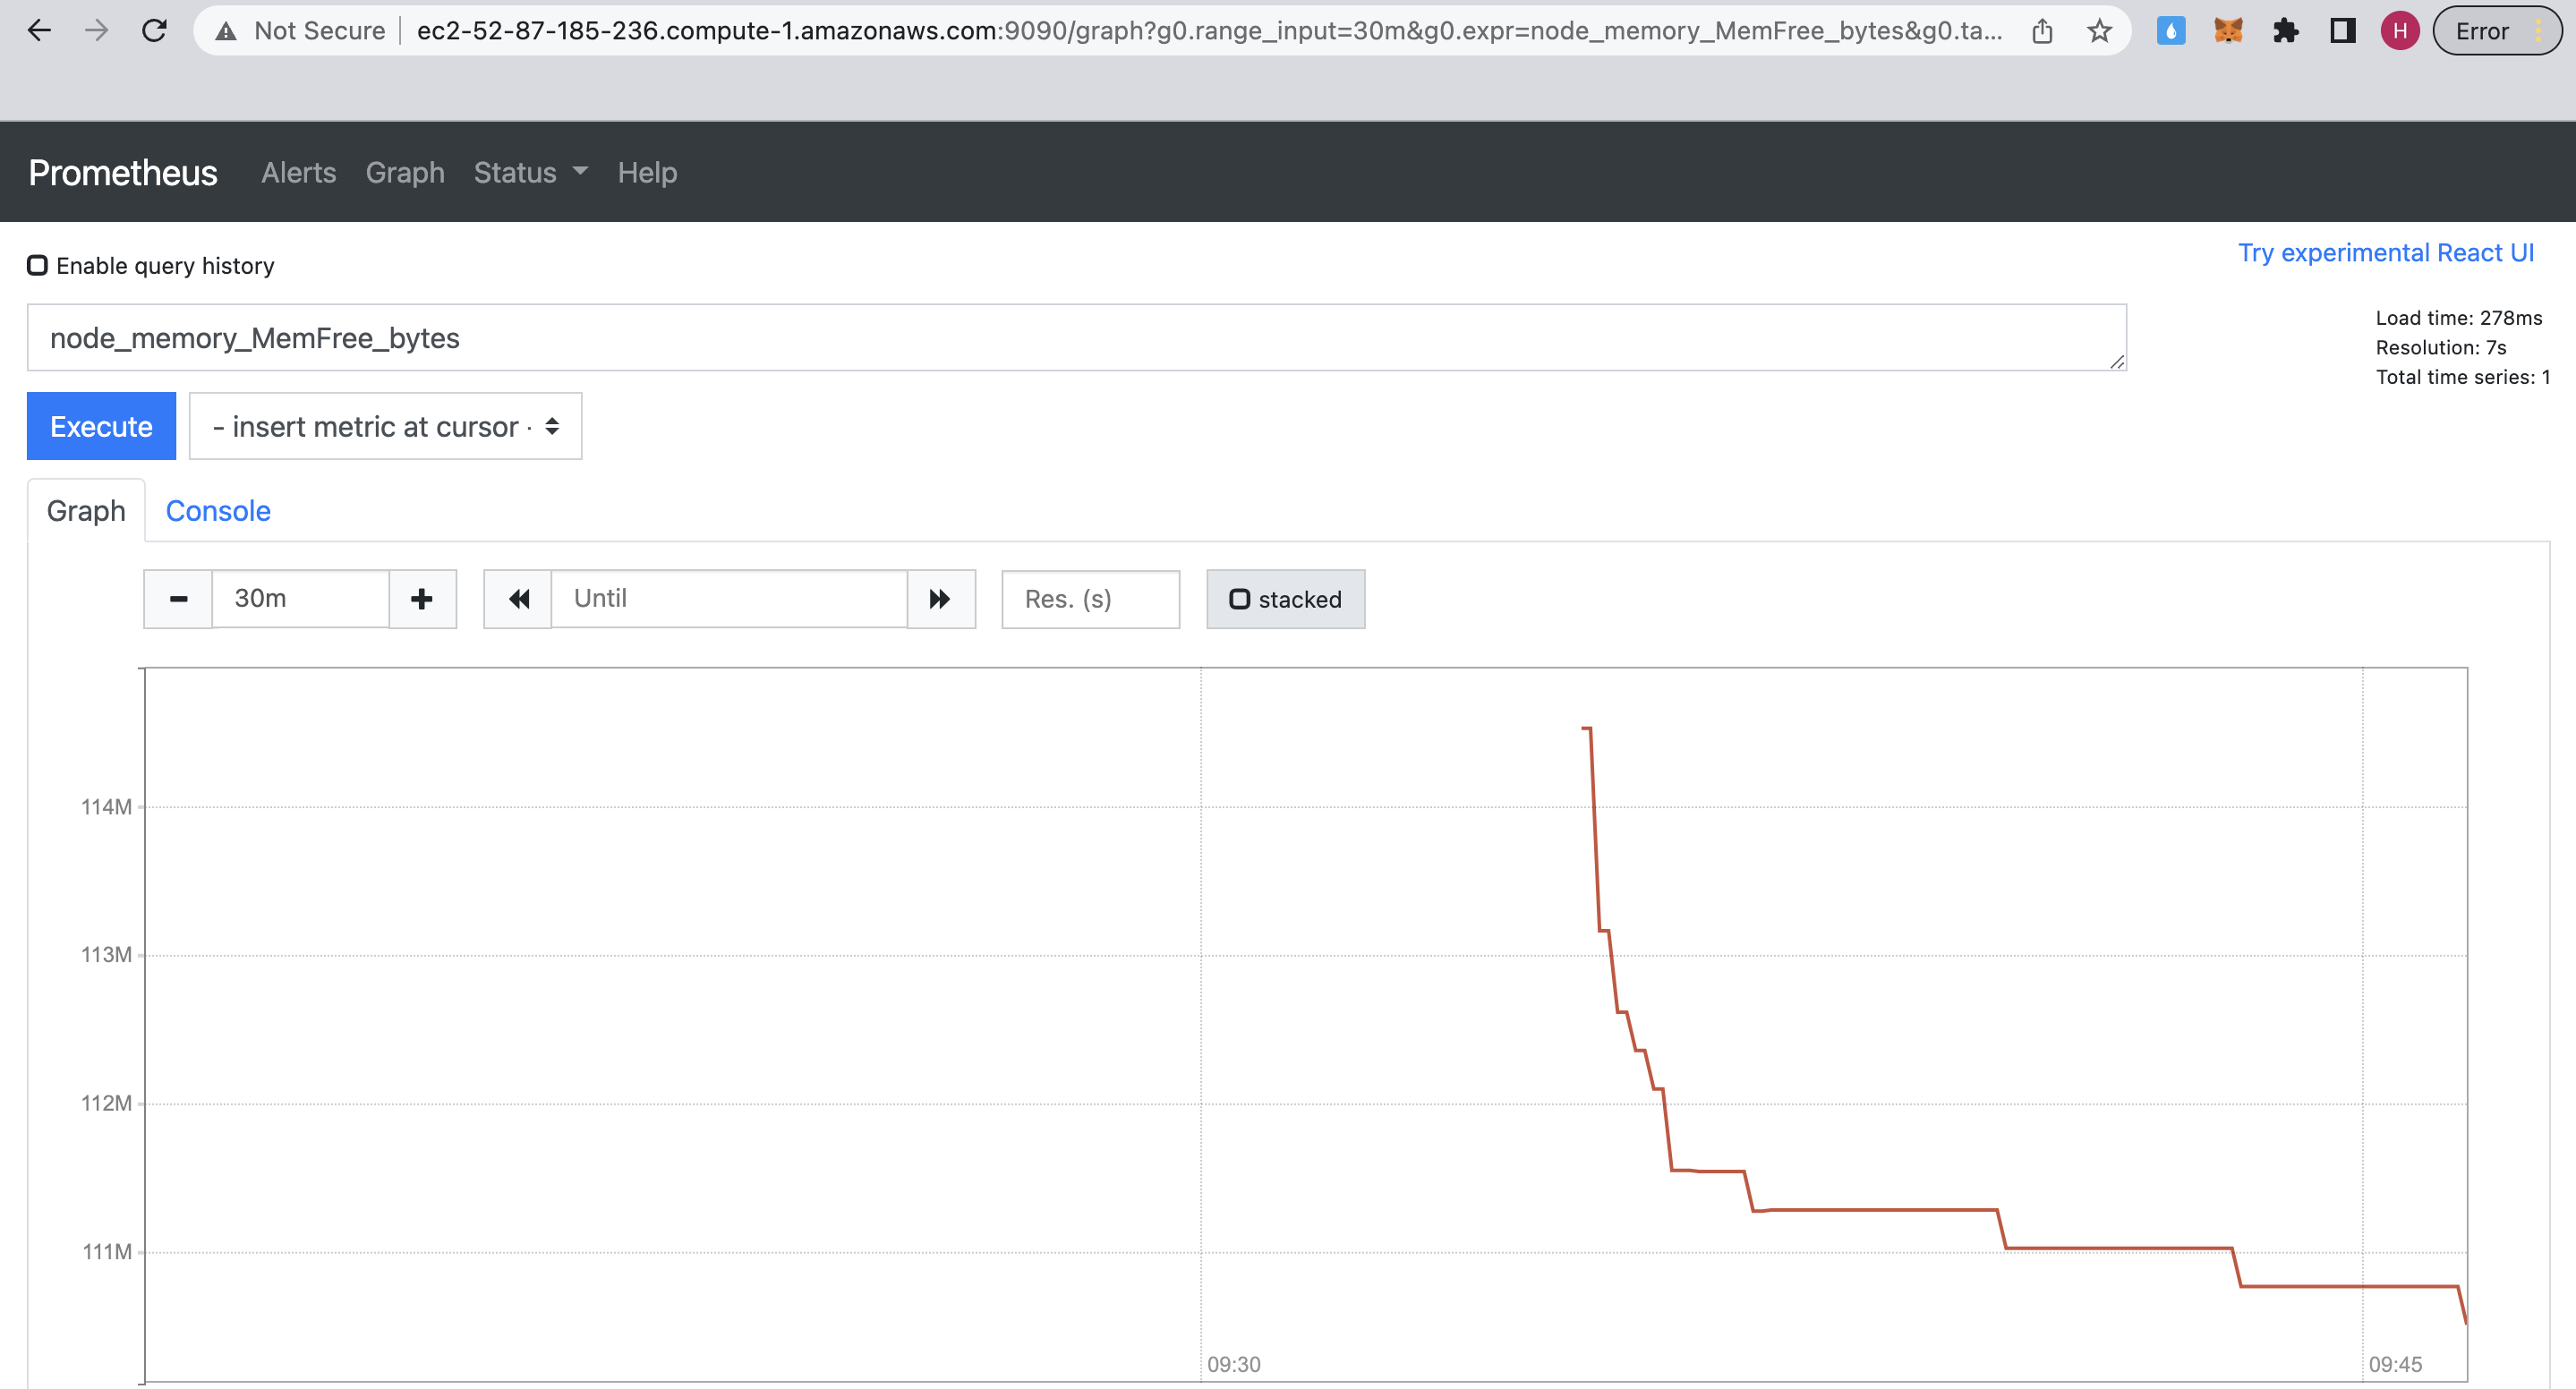 Not Secure ec2-52-87-185-236.compute-1.amazonaws.com:9090/graph?g0.range_input=30m&g0.expr=node_memory_MemFree_bytes&g0.ta... H Error
Prometheus Alerts Graph Status Help
Enable query history
Try experimental React UI
node_memory_MemFree_bytes
Load time: 278ms
Resolution: 7s
Total time series: 1
Execute - insert metric at cursor -
Graph Console
30m Until Res. (s) stacked
114M
113M
112M
111M
09:30 09:45